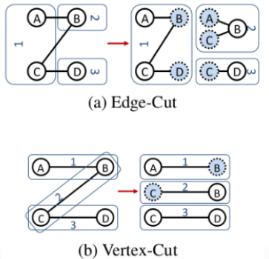 A B 2
1
C D 3
A B
1
C D
A B 2
C
C D 3
(a) Edge-Cut
A 1 B
2
C D
3
A 1 B
C 2 B
C 3 D
(b) Vertex-Cut